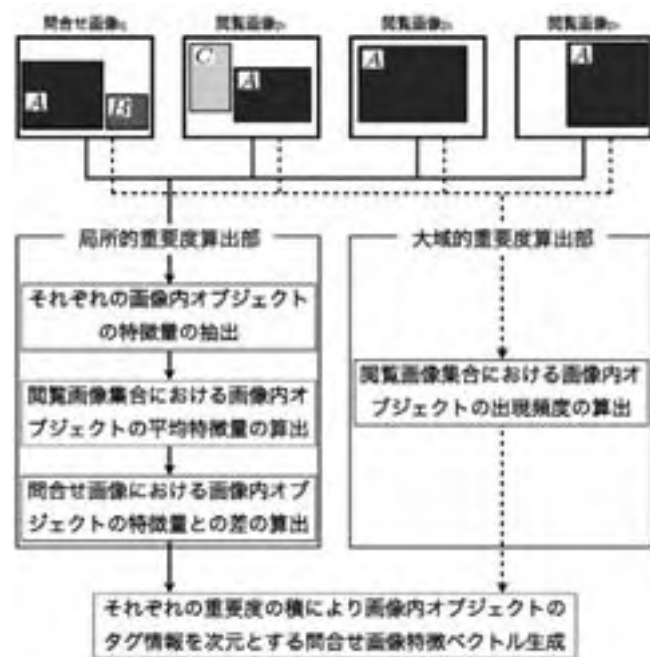 問合せ画像
閲覧画像
閲覧画像
閲覧画像
A
B
C
A
A
A
局所的重要度算出部
大域的重要度算出部
それぞれの画像内オブジェクト
の特徴量の抽出
閲覧画像集合における画像内オ
ブジェクトの平均特徴量の算出
問合せ画像における画像内オブ
ジェクトの特徴量との差の算出
閲覧画像集合における画像内オ
ブジェクトの出現頻度の算出
それぞれの重要度の積により画像内オブジェクトの
タグ情報を次元とする問合せ画像特徴ベクトル生成